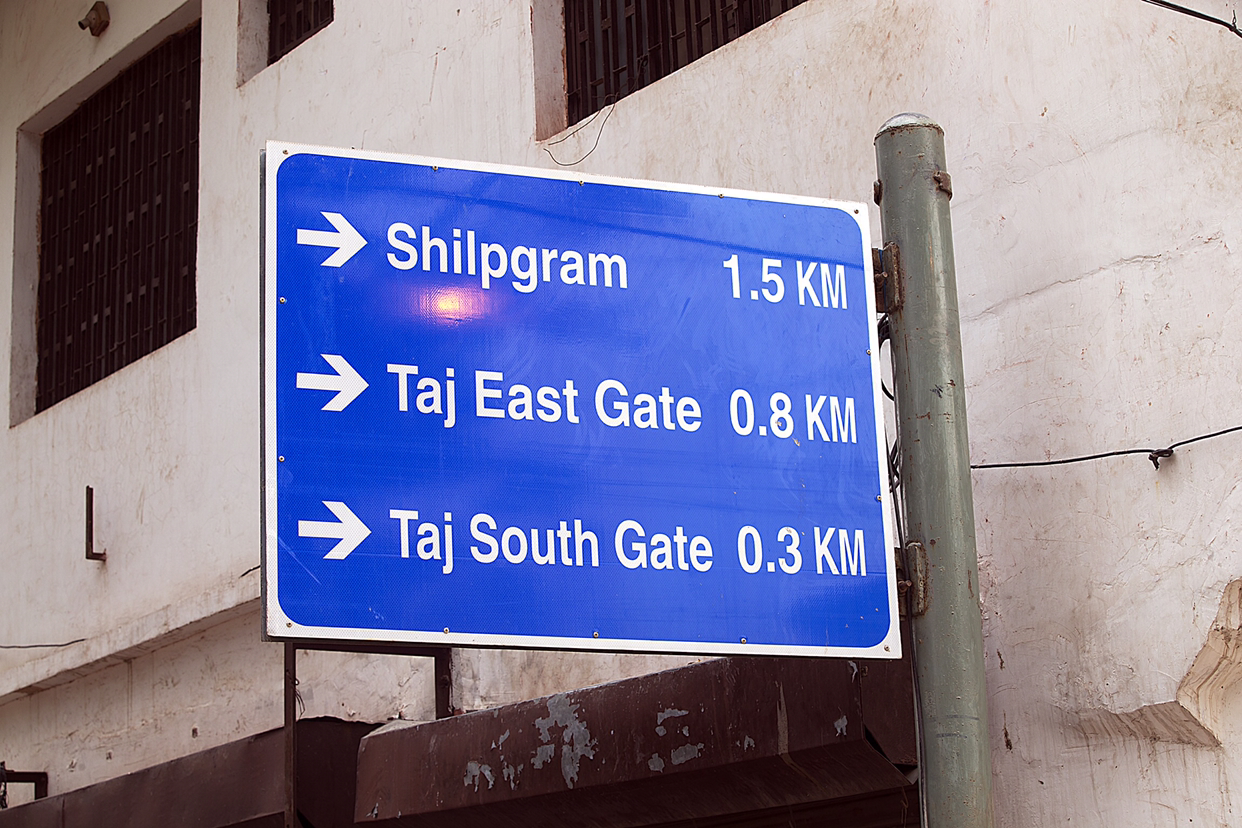 Shilpgram 1.5 KM
Taj East Gate 0.8 KM
Taj South Gate 0.3 KM